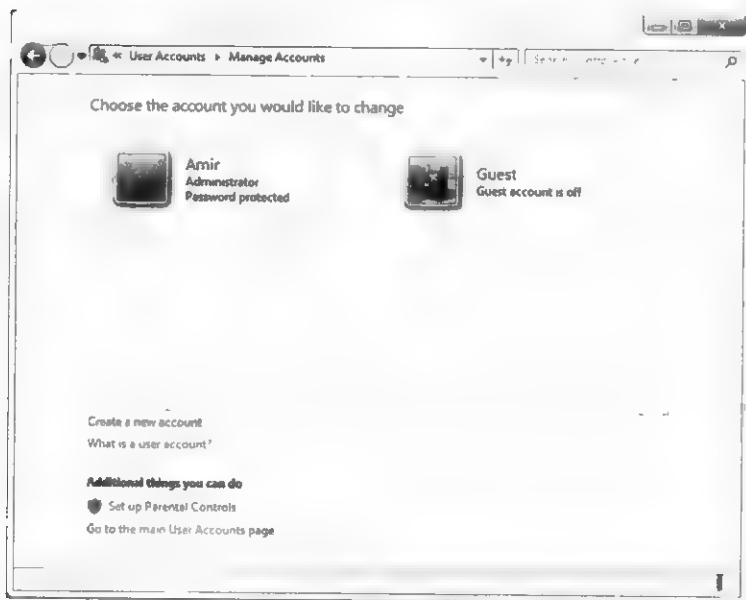 « User Accounts ▸ Manage Accounts
Choose the account you would like to change
Amir
Administrator
Password protected
Guest
Guest account is off
Create a new account
What is a user account?
Additional things you can do
Set up Parental Controls
Go to the main User Accounts page